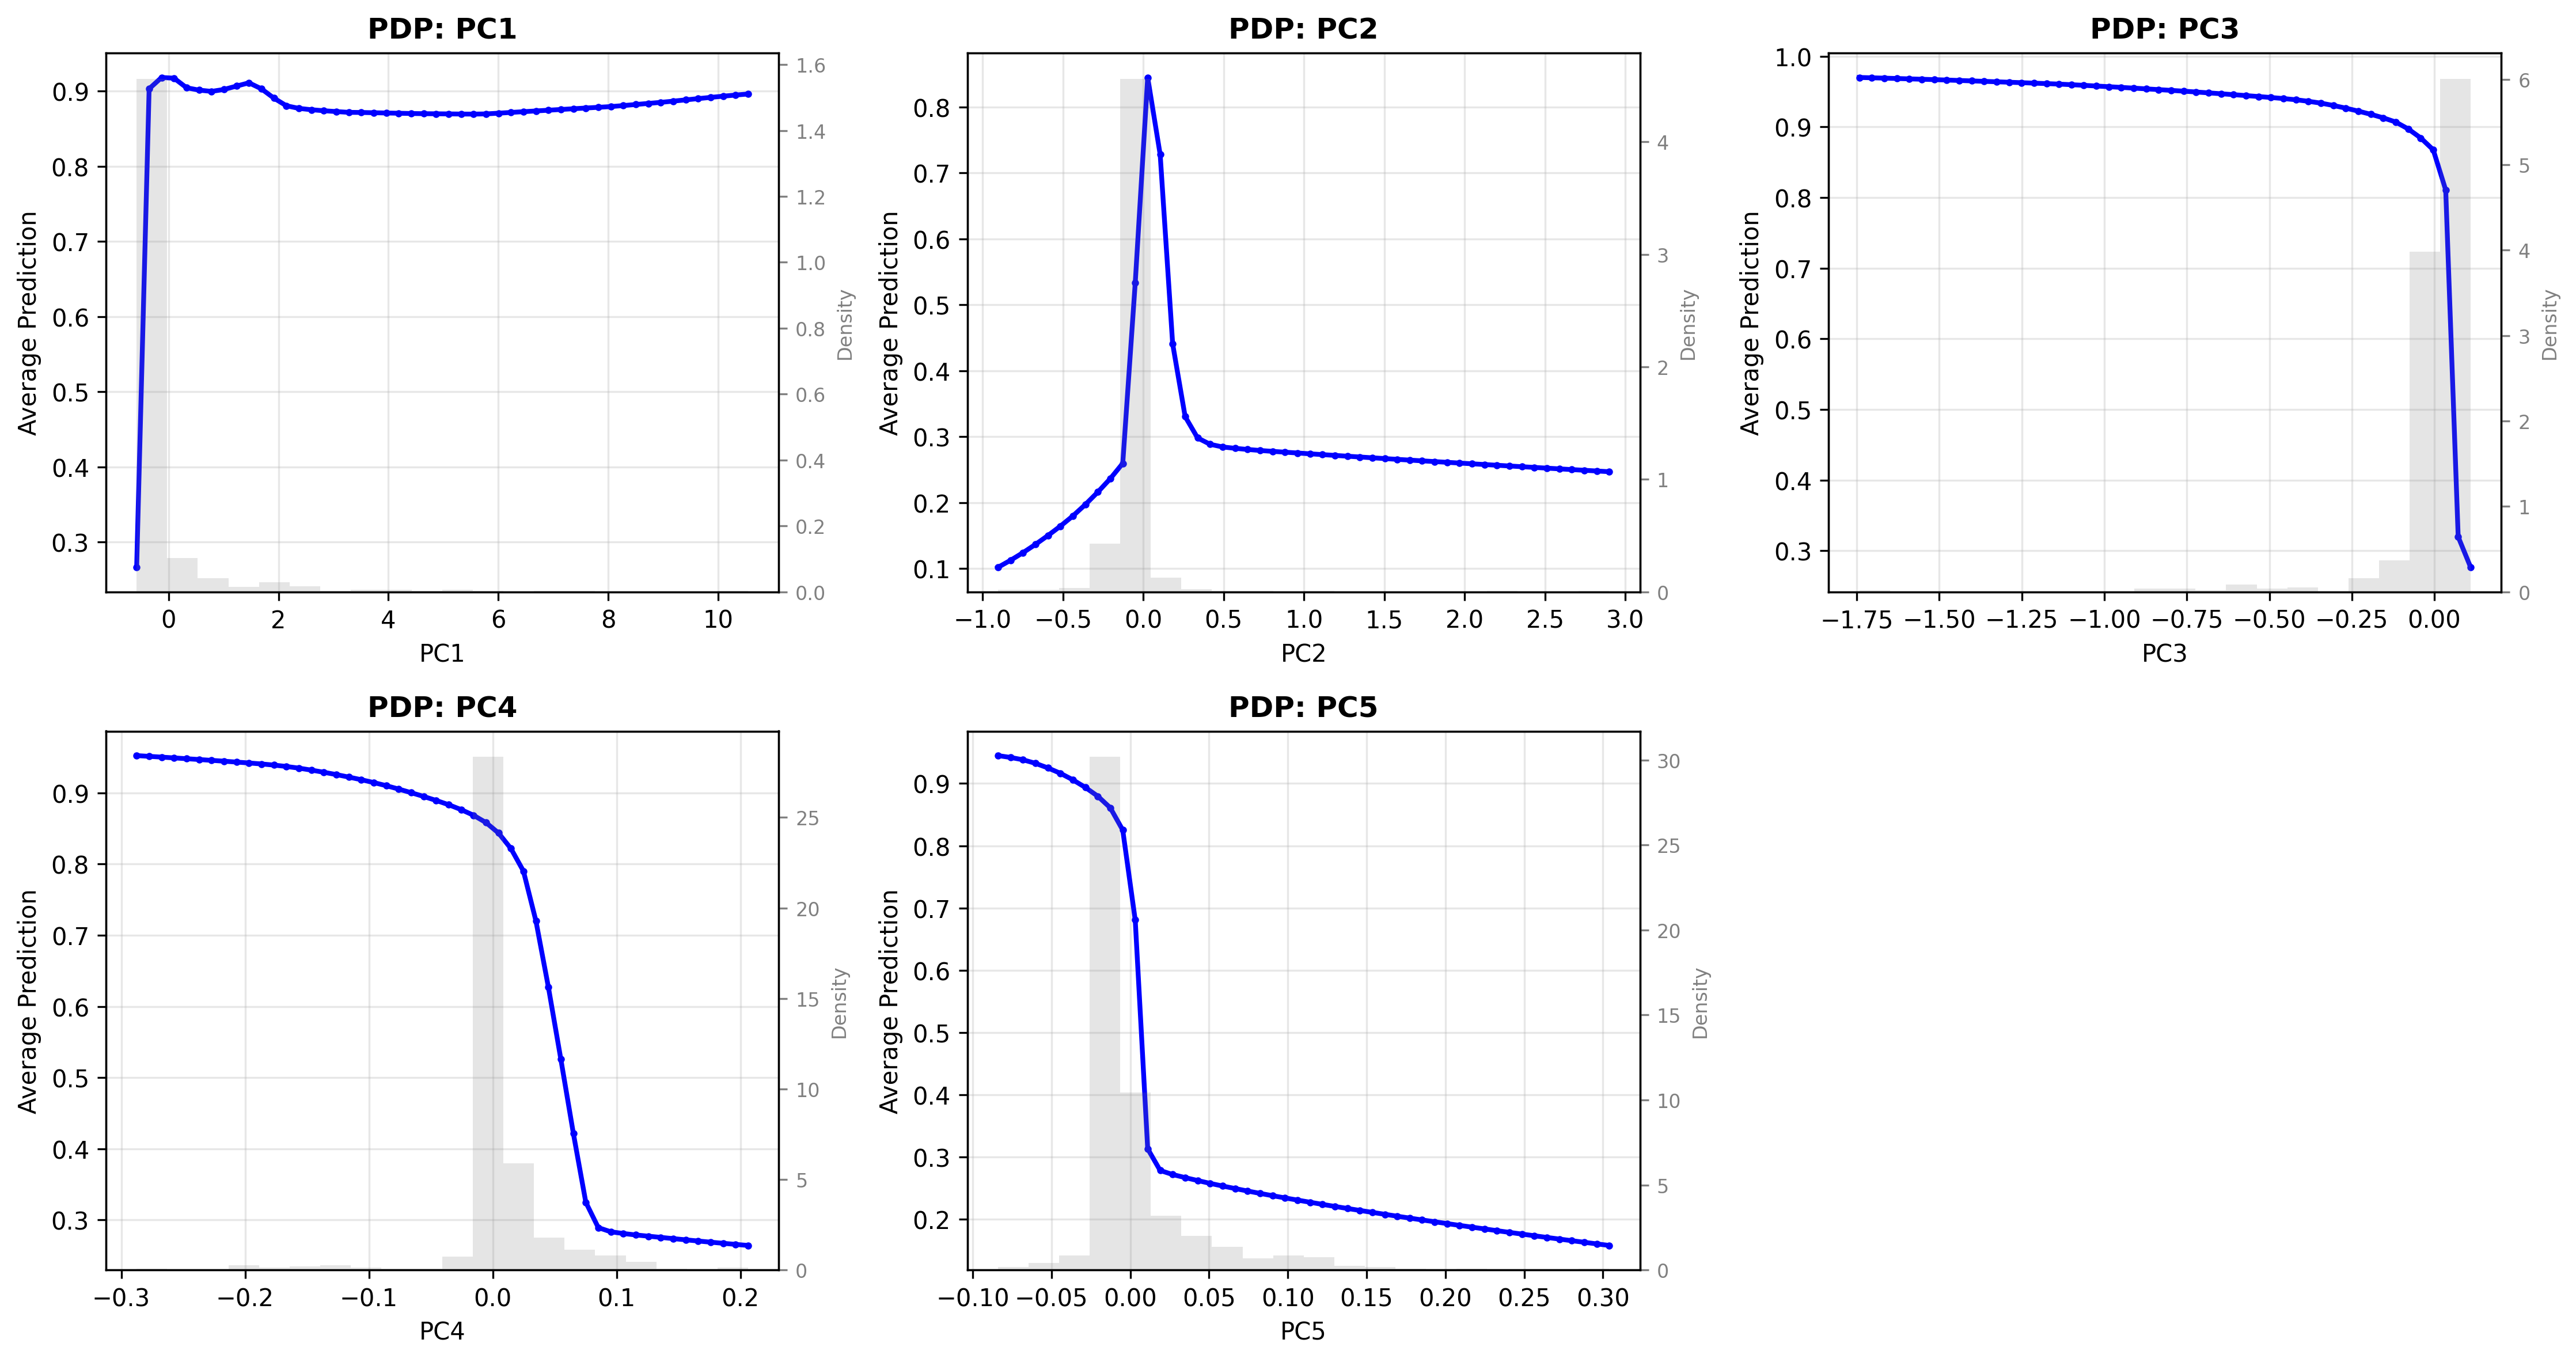 PDP: PC1
0.9
0.8
0.7
0.6
0.5
0.4
0.3
Average Prediction
1.6
1.4
1.2
1.0
0.8
0.6
0.4
0.2
0.0
Density
0 2 4 6 8 10
PC1
PDP: PC2
0.8
0.7
0.6
0.5
0.4
0.3
0.2
0.1
Average Prediction
4
3
2
1
0
Density
−1.0 −0.5 0.0 0.5 1.0 1.5 2.0 2.5 3.0
PC2
PDP: PC3
1.0
0.9
0.8
0.7
0.6
0.5
0.4
0.3
Average Prediction
6
5
4
3
2
1
0
Density
−1.75 −1.50 −1.25 −1.00 −0.75 −0.50 −0.25 0.00
PC3
PDP: PC4
0.9
0.8
0.7
0.6
0.5
0.4
0.3
Average Prediction
25
20
15
10
5
0
Density
−0.3 −0.2 −0.1 0.0 0.1 0.2
PC4
PDP: PC5
0.9
0.8
0.7
0.6
0.5
0.4
0.3
0.2
Average Prediction
30
25
20
15
10
5
0
Density
−0.10 −0.05 0.00 0.05 0.10 0.15 0.20 0.25 0.30
PC5